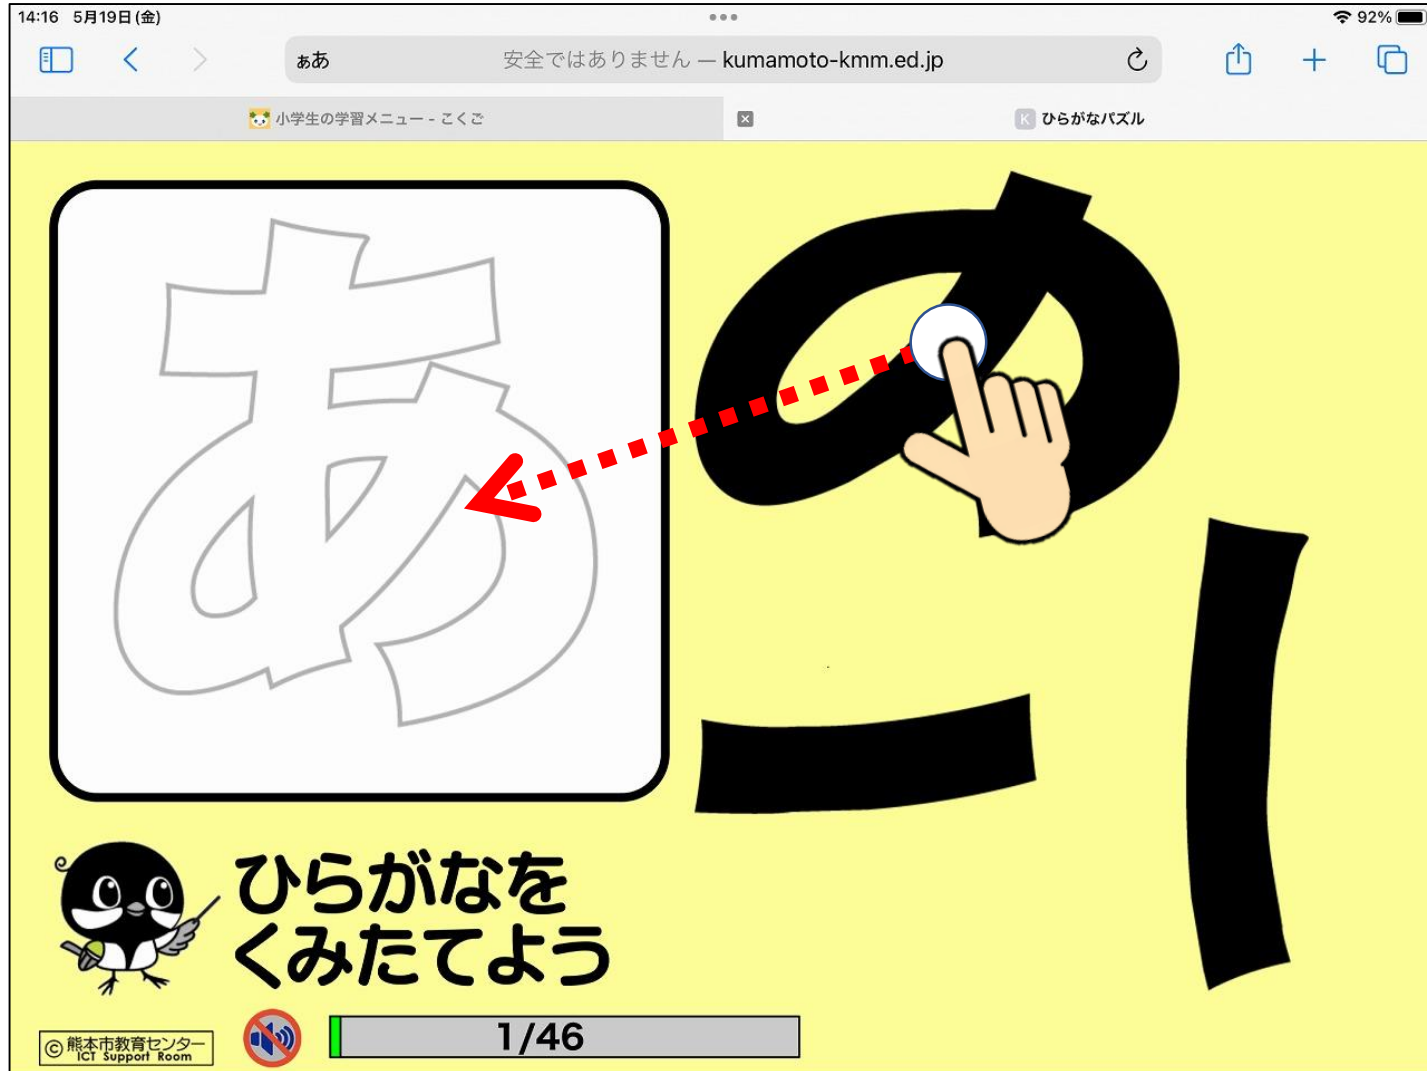 14:16 5月19日(金)
92%
ぁあ 安全ではありません — kumamoto-kmm.ed.jp
小学生の学習メニュー - こくご
K ひらがなパズル
あ
ひらがなを
くみたてよう
1/46
©熊本市教育センター
ICT Support Room